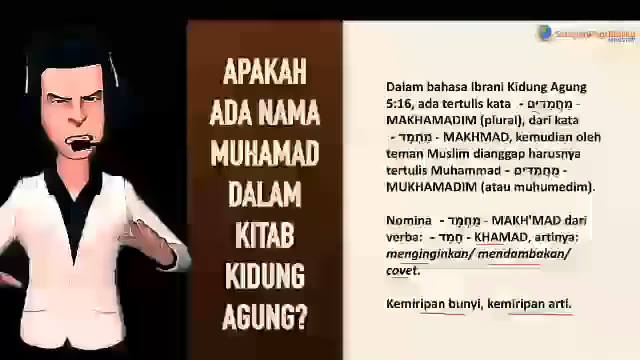 APAKAH
ADA NAMA
MUHAMAD
DALAM
KITAB
KIDUNG
AGUNG?
Dalam bahasa Ibrani Kidung Agung
5:16, ada tertulis kata - מַחֲמַדִּים -
MAKHAMADIM (plural), dari kata
- מַחְמַד - MAKHMAD, kemudian oleh
teman Muslim dianggap harusnya
tertulis Muhammad - מֻחֲמַדִים -
MUKHAMADIM (atau muhumedim).
Nomina - מַחְמַד - MAKH'MAD dari
verba: - חָמַד - KHAMAD, artinya:
menginginkan/ mendambakan/
covet.
Kemiripan bunyi, kemiripan arti.